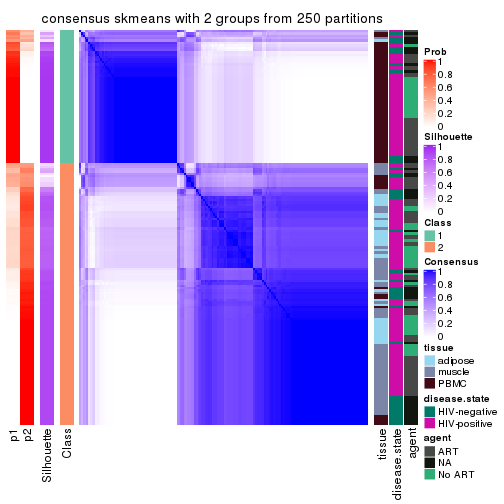 consensus skmeans with 2 groups from 250 partitions
Prob
1
0.8
0.6
0.4
0.2
0
Silhouette
1
0.8
0.6
0.4
0.2
0
Class
1
2
Consensus
1
0.8
0.6
0.4
0.2
0
tissue
adipose
muscle
PBMC
disease.state
HIV-negative
HIV-positive
agent
ART
NA
No ART
p1
p2
Silhouette
Class
tissue
disease.state
agent